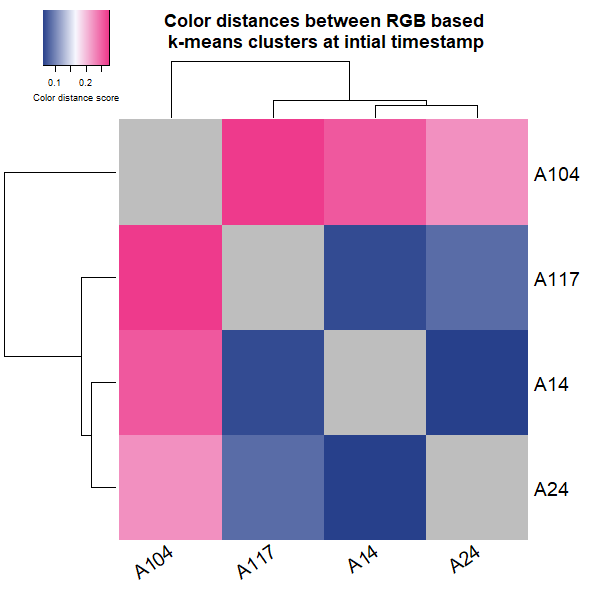 Color distances between RGB based
k-means clusters at intial timestamp
0.1 0.2
Color distance score
A104
A117
A14
A24
A104 A117 A14 A24